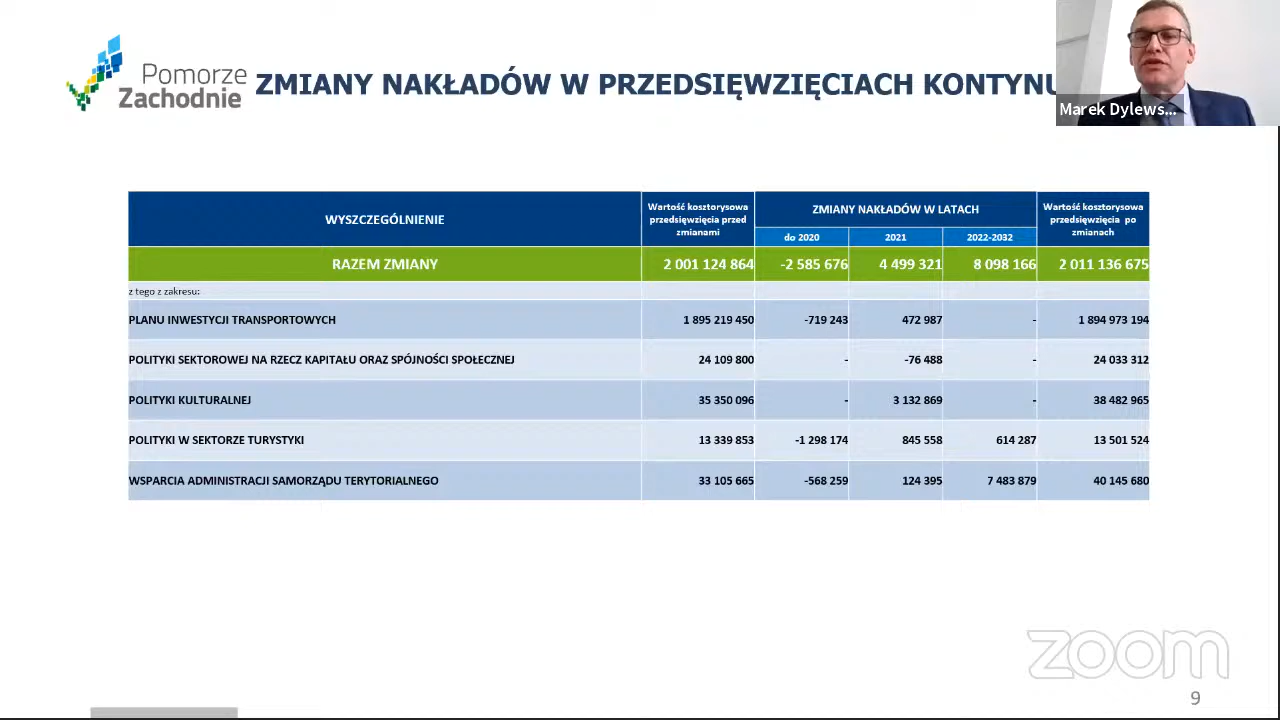 Pomorze
Zachodnie
ZMIANY NAKŁADÓW W PRZEDSIĘWZIĘCIACH KONTYNU
Marek Dylews...
WYSZCZEGÓLNIENIE
Wartość kosztorysowa
przedsięwzięcia przed
zmianami
ZMIANY NAKŁADÓW W LATACH
Wartość kosztorysowa
przedsięwzięcia po
zmianach
do 2020 2021 2022-2032
RAZEM ZMIANY 2 001 124 864 -2 585 676 4 499 321 8 098 166 2 011 136 675
z tego z zakresu:
PLANU INWESTYCJI TRANSPORTOWYCH 1 895 219 450 -719 243 472 987 - 1 894 973 194
POLITYKI SEKTOROWEJ NA RZECZ KAPITAŁU ORAZ SPÓJNOŚCI SPOŁECZNEJ 24 109 800 - -76 488 - 24 033 312
POLITYKI KULTURALNEJ 35 350 096 - 3 132 869 - 38 482 965
POLITYKI W SEKTORZE TURYSTYKI 13 339 853 -1 298 174 845 558 614 287 13 501 524
WSPARCIA ADMINISTRACJI SAMORZĄDU TERYTORIALNEGO 33 105 665 -568 259 124 395 7 483 879 40 145 680
zoom
9